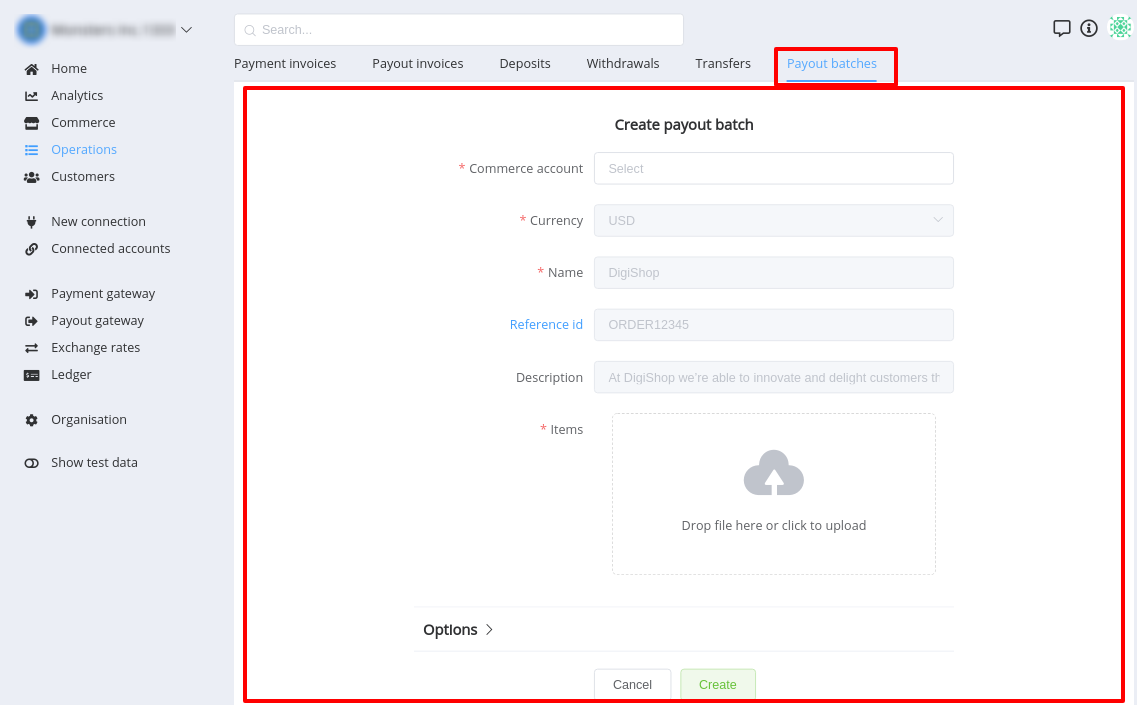 Search...
Home
Analytics
Commerce
Operations
Customers
New connection
Connected accounts
Payment gateway
Payout gateway
Exchange rates
Ledger
Organisation
Show test data
Payment invoices
Payout invoices
Deposits
Withdrawals
Transfers
Payout batches
Create payout batch
* Commerce account
Select
* Currency
USD
* Name
DigiShop
Reference id
ORDER12345
Description
At DigiShop we're able to innovate and delight customers th
* Items
Drop file here or click to upload
Options
Cancel
Create